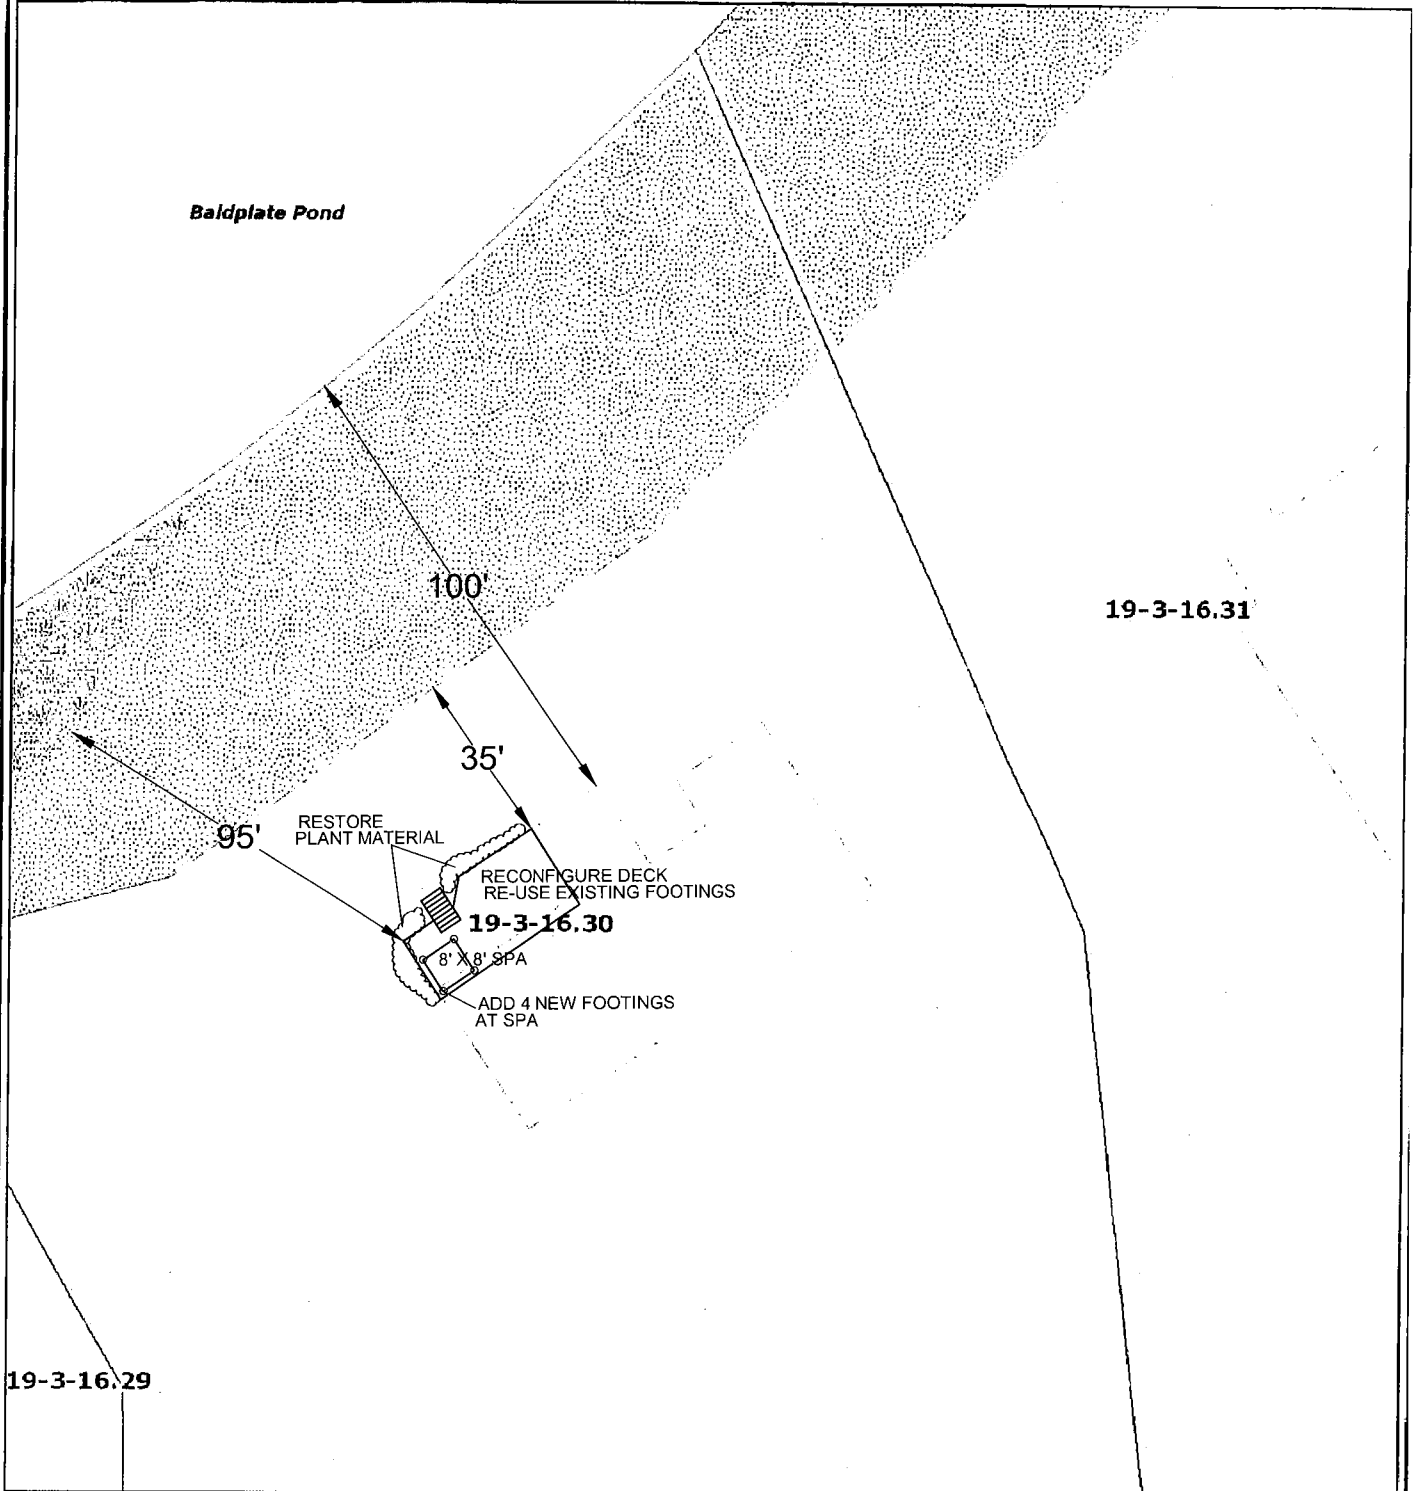 Baldplate Pond
100'
19-3-16.31
35'
95'
RESTORE
PLANT MATERIAL
RECONFIGURE DECK
RE-USE EXISTING FOOTINGS
19-3-16.30
8' X 8' SPA
ADD 4 NEW FOOTINGS
AT SPA
19-3-16.29